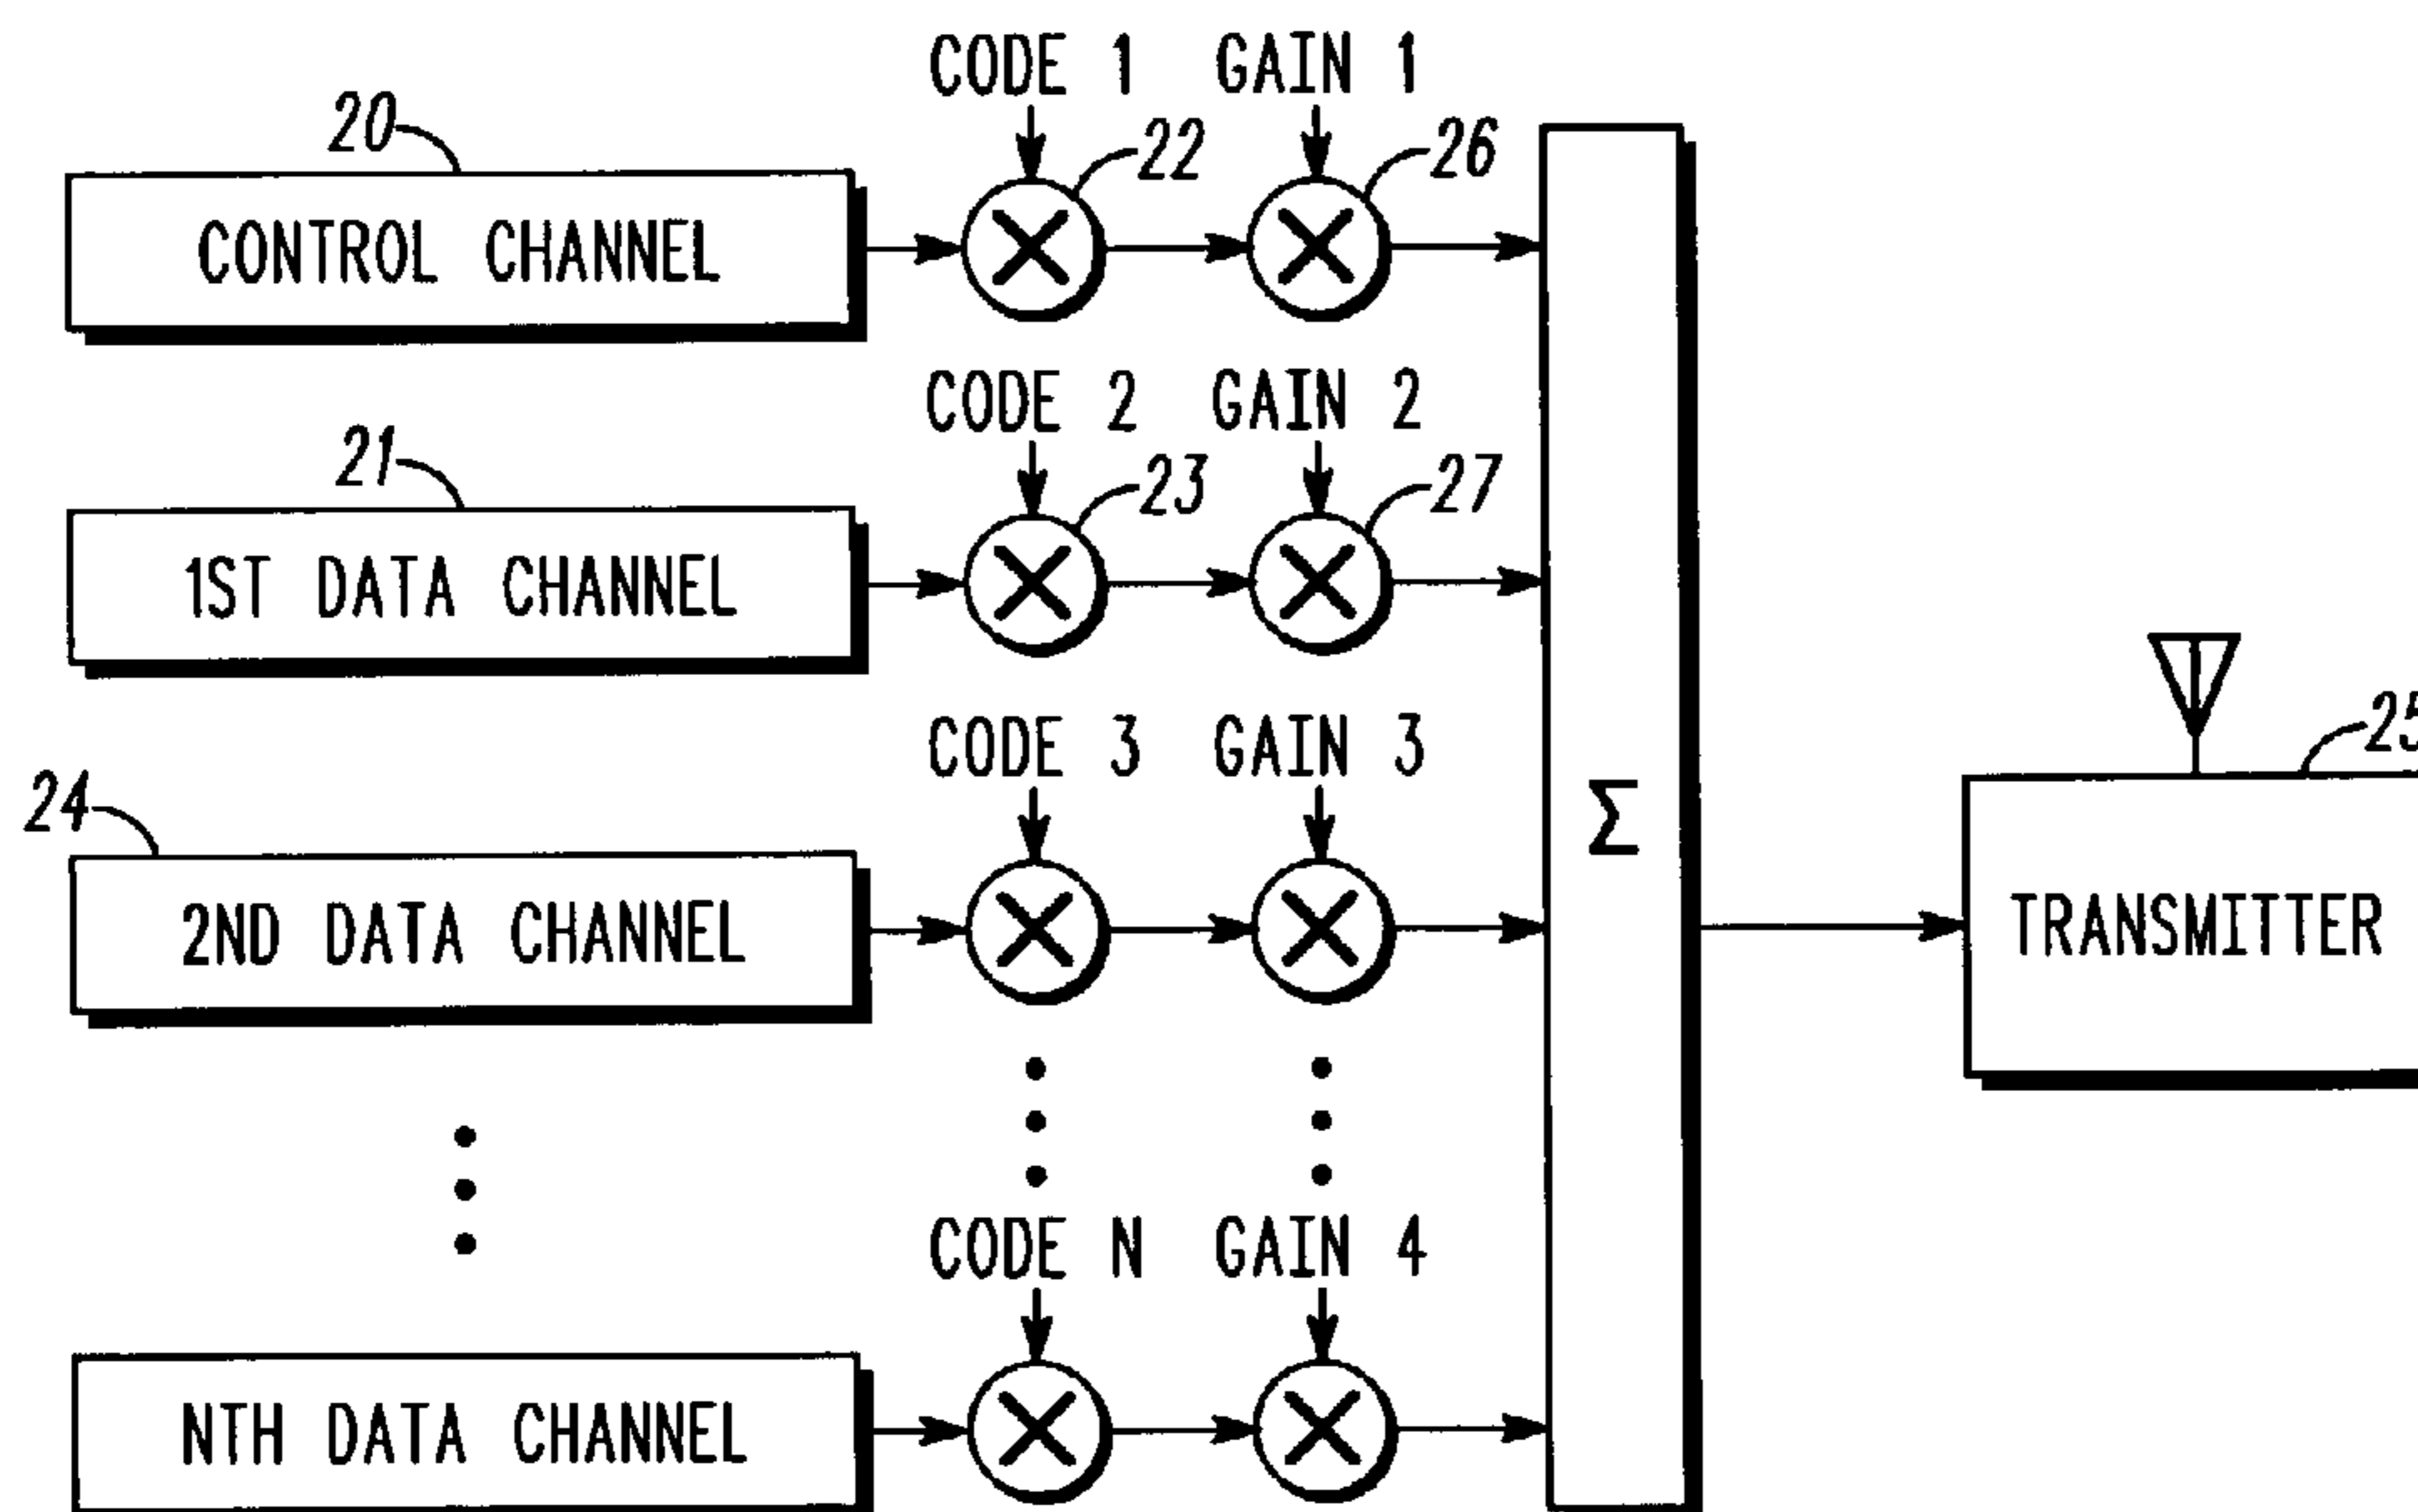 CODE 1 GAIN 1
20 22 26
CONTROL CHANNEL
CODE 2 GAIN 2
21 23 27
1ST DATA CHANNEL
CODE 3 GAIN 3
24
2ND DATA CHANNEL
Σ
25
TRANSMITTER
CODE N GAIN 4
NTH DATA CHANNEL